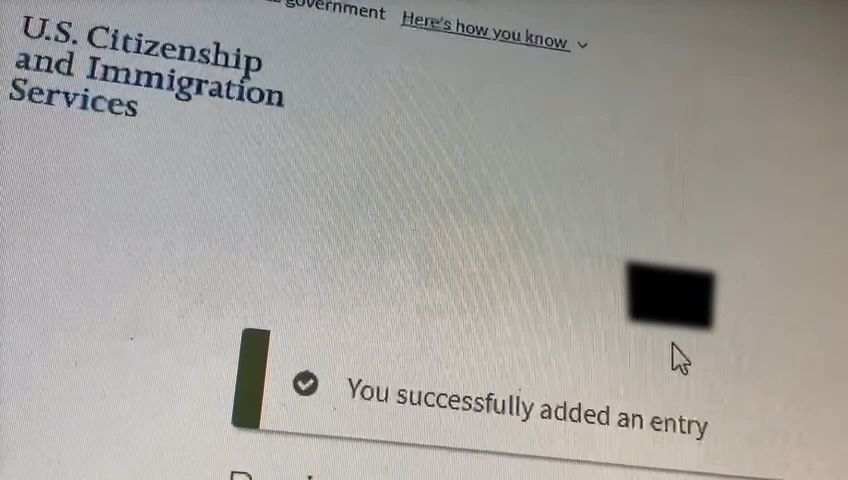 government Here's how you know
U.S. Citizenship
and Immigration
Services
You successfully added an entry